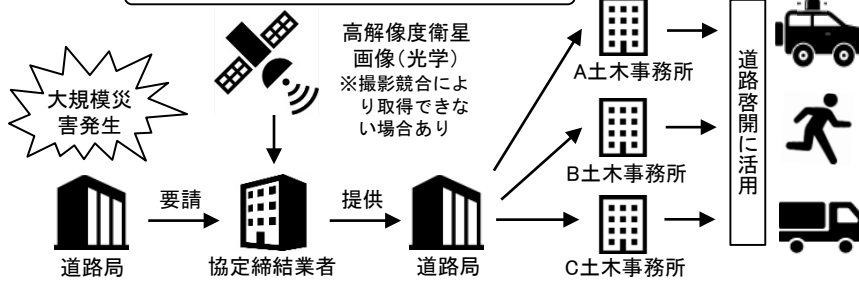 大規模災
害発生
高解像度衛星
画像(光学)
※撮影競合によ
り取得できな
い場合あり
道路局
要請
協定締結業者
提供
道路局
A土木事務所
B土木事務所
C土木事務所
道路啓開に活用